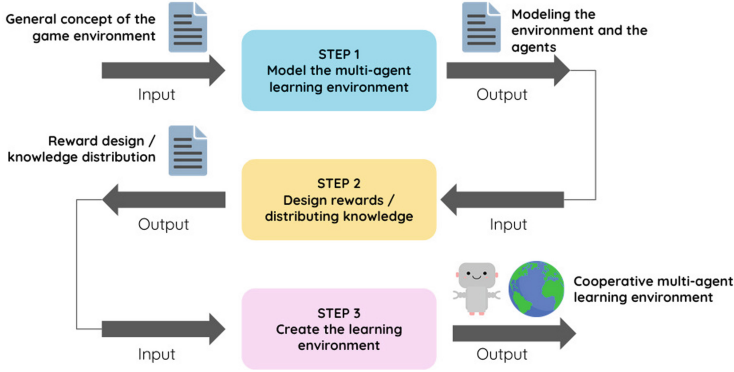 General concept of the
game environment
Input
STEP 1
Model the multi-agent
learning environment
Modeling the
environment and the
agents
Output
Reward design /
knowledge distribution
Output
STEP 2
Design rewards /
distributing knowledge
Input
Input
STEP 3
Create the learning
environment
Cooperative multi-agent
learning environment
Output